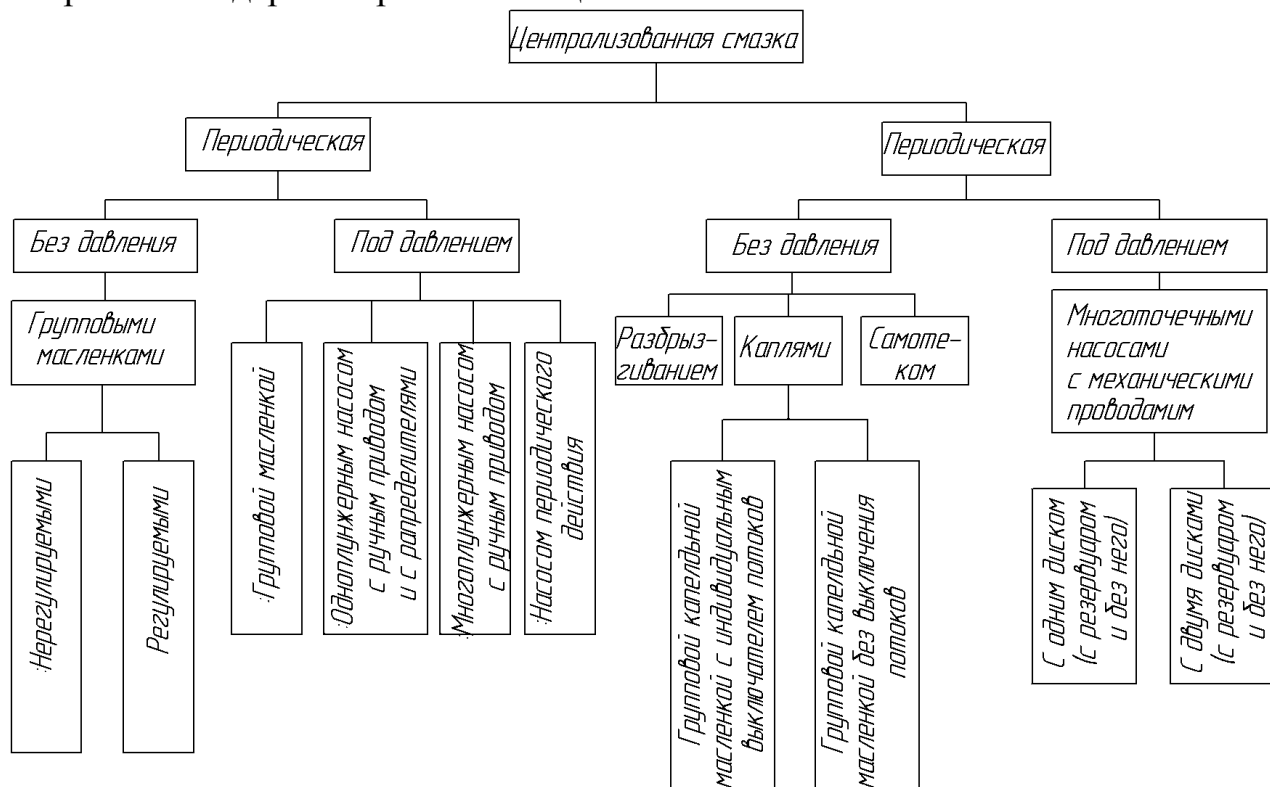 Централизованная смазка
Периодическая
Периодическая
Без давления
Под давлением
Без давления
Под давлением
Групповыми
масленками
Разбрыз-
гиванием
Каплями
Самоте-
ком
Многоточечными
насосами
с механическими
проводамим
:Нерегулируемыми
Регулируемыми
:Групповой масленкой
:Одноплунжерным насосом
с ручным приводом
и с рапределителями
:Многоплунжерным насосом
с ручным приводом
:Насосом периодического
действия
Групповой капелдьной
масленкой с индивидуальным
выключателем потоков
Групповой капелдьной
масленкой без выключения
потоков
С одним диском
(с резервуаром
и без него)
С двумя дисками
(с резервуаром
и без него)